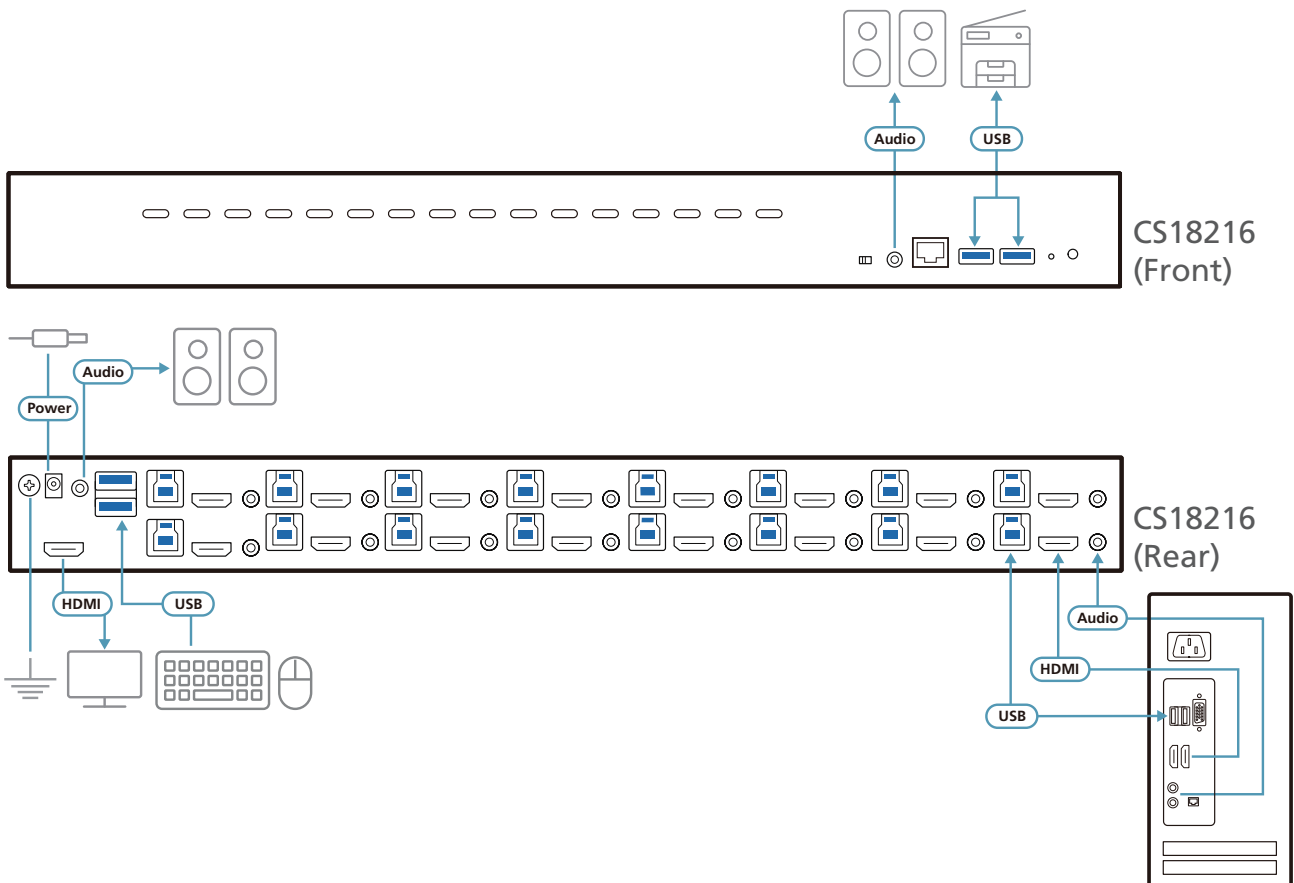 Audio
USB
CS18216
(Front)
Audio
Power
CS18216
(Rear)
HDMI
USB
Audio
HDMI
USB